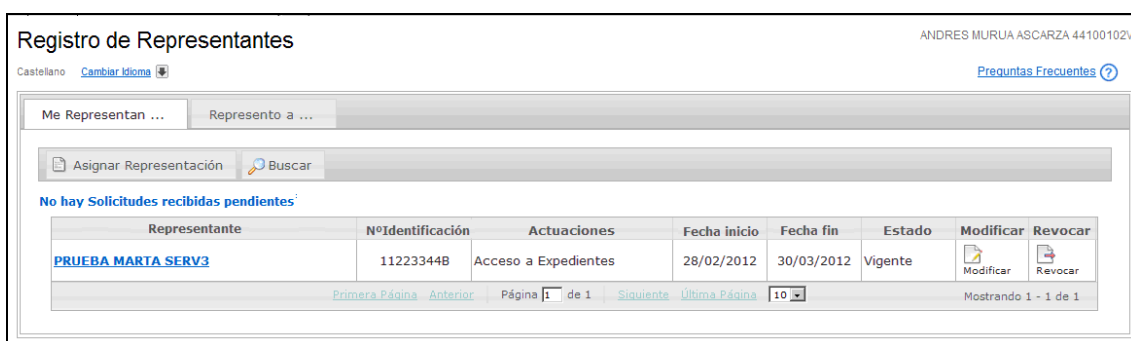 Registro de Representantes
ANDRES MURUA ASCARZA 44100102V
Castellano Cambiar Idioma
Preguntas Frecuentes ?
Me Representan ... Represento a ...
Asignar Representación Buscar
No hay Solicitudes recibidas pendientes
Representante NºIdentificación Actuaciones Fecha inicio Fecha fin Estado Modificar Revocar
PRUEBA MARTA SERV3 11223344B Acceso a Expedientes 28/02/2012 30/03/2012 Vigente Modificar Revocar
Primera Página Anterior Página 1 de 1 Siguiente Última Página 10 Mostrando 1 - 1 de 1